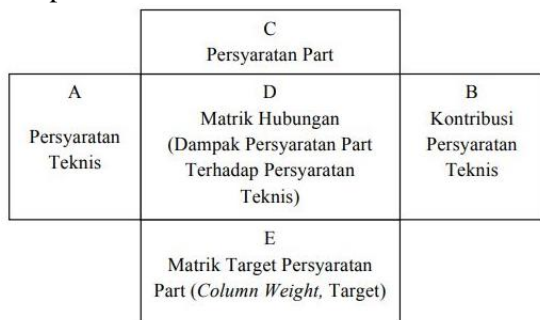 C
Persyaratan Part
A
Persyaratan
Teknis
D
Matrik Hubungan
(Dampak Persyaratan Part
Terhadap Persyaratan
Teknis)
B
Kontribusi
Persyaratan
Teknis
E
Matrik Target Persyaratan
Part (Column Weight, Target)